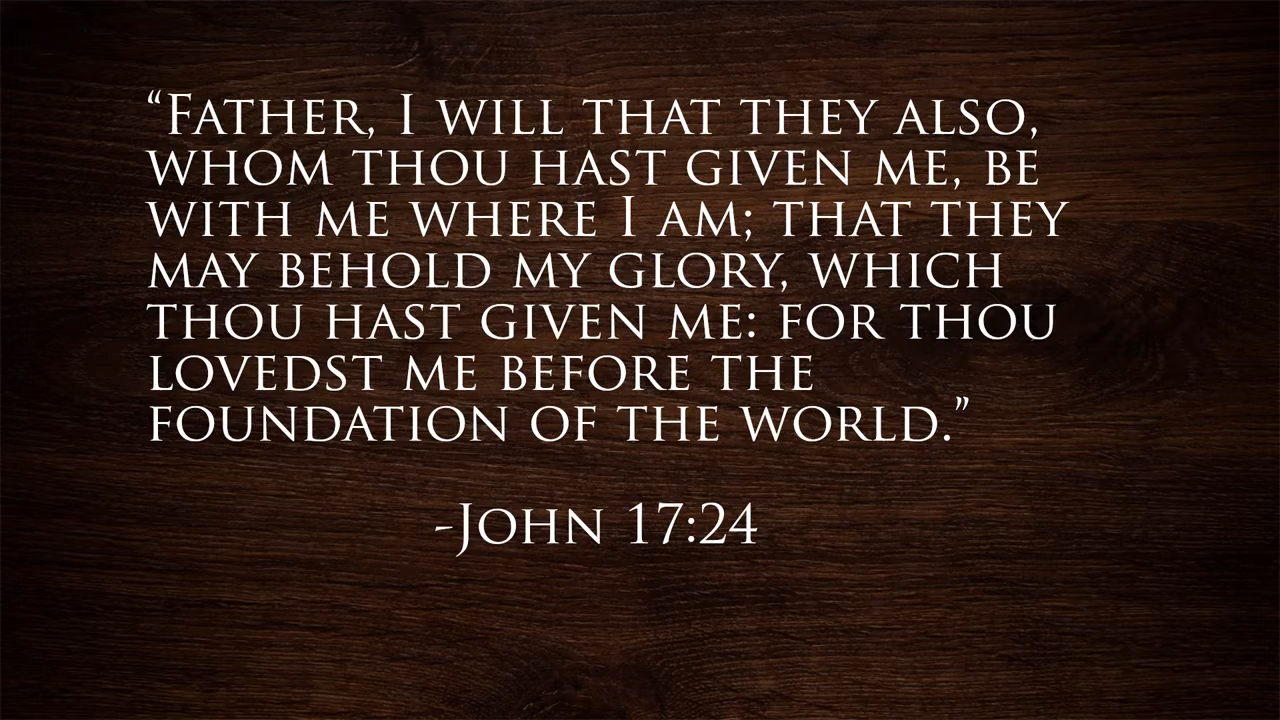 “Father, I will that they also,
whom thou hast given me, be
with me where I am; that they
may behold my glory, which
thou hast given me: for thou
lovedst me before the
foundation of the world.”
-John 17:24